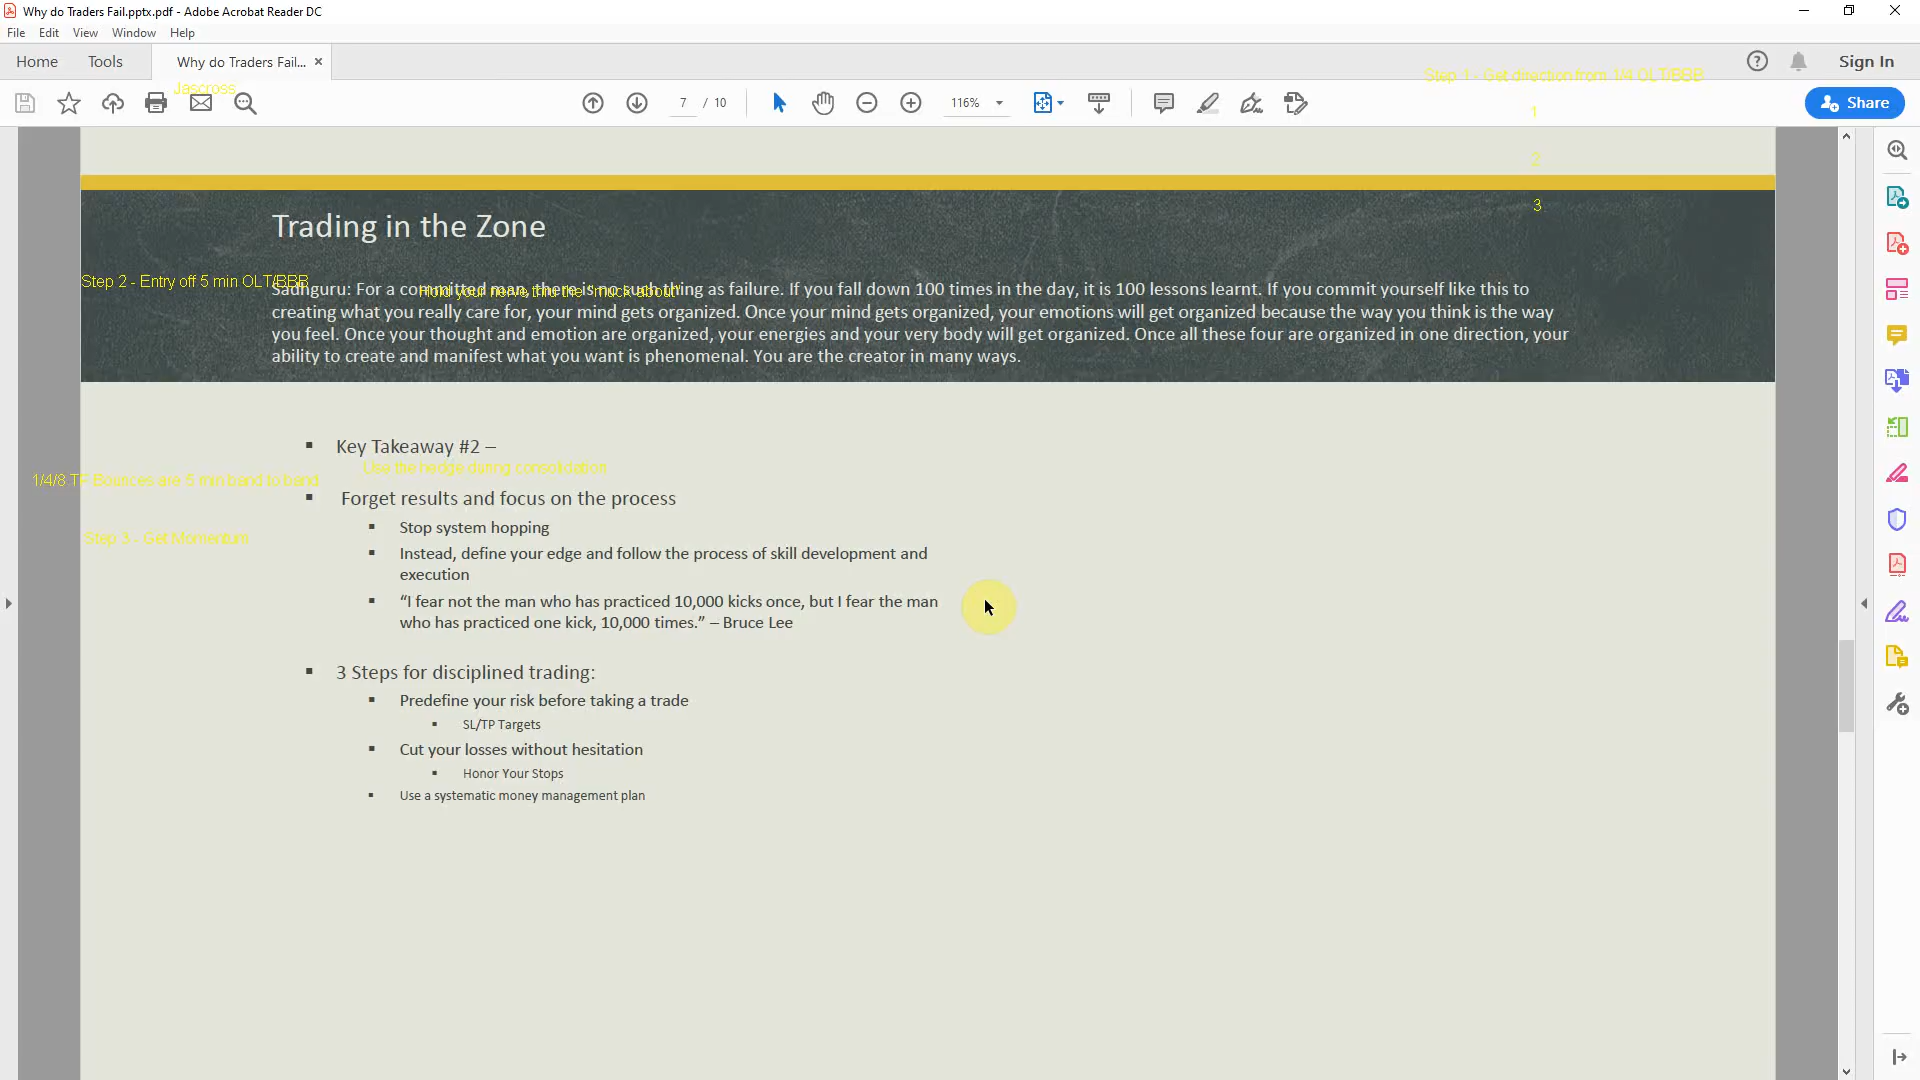 Why do Traders Fail.pptx.pdf - Adobe Acrobat Reader DC
File Edit View Window Help
Home Tools Why do Traders Fail... × Sign In
Jascross
Step 1 - Get direction from 1/4 OLT/BBB
7 / 10 116% Share
1
2
3
Trading in the Zone
Step 2 - Entry off 5 min OLT/BBB
Hold your nerve thru the "muck about"
Sadhguru: For a committed man, there is no such thing as failure. If you fall down 100 times in the day, it is 100 lessons learnt. If you commit yourself like this to
creating what you really care for, your mind gets organized. Once your mind gets organized, your emotions will get organized because the way you think is the way
you feel. Once your thought and emotion are organized, your energies and your very body will get organized. Once all these four are organized in one direction, your
ability to create and manifest what you want is phenomenal. You are the creator in many ways.
▪ Key Takeaway #2 –
Use the hedge during consolidation
1/4/8 TF Bounces are 5 min band to band
▪ Forget results and focus on the process
▪ Stop system hopping
Step 3 - Get Momentum
▪ Instead, define your edge and follow the process of skill development and
execution
▪ “I fear not the man who has practiced 10,000 kicks once, but I fear the man
who has practiced one kick, 10,000 times.” – Bruce Lee
▪ 3 Steps for disciplined trading:
▪ Predefine your risk before taking a trade
▪ SL/TP Targets
▪ Cut your losses without hesitation
▪ Honor Your Stops
▪ Use a systematic money management plan